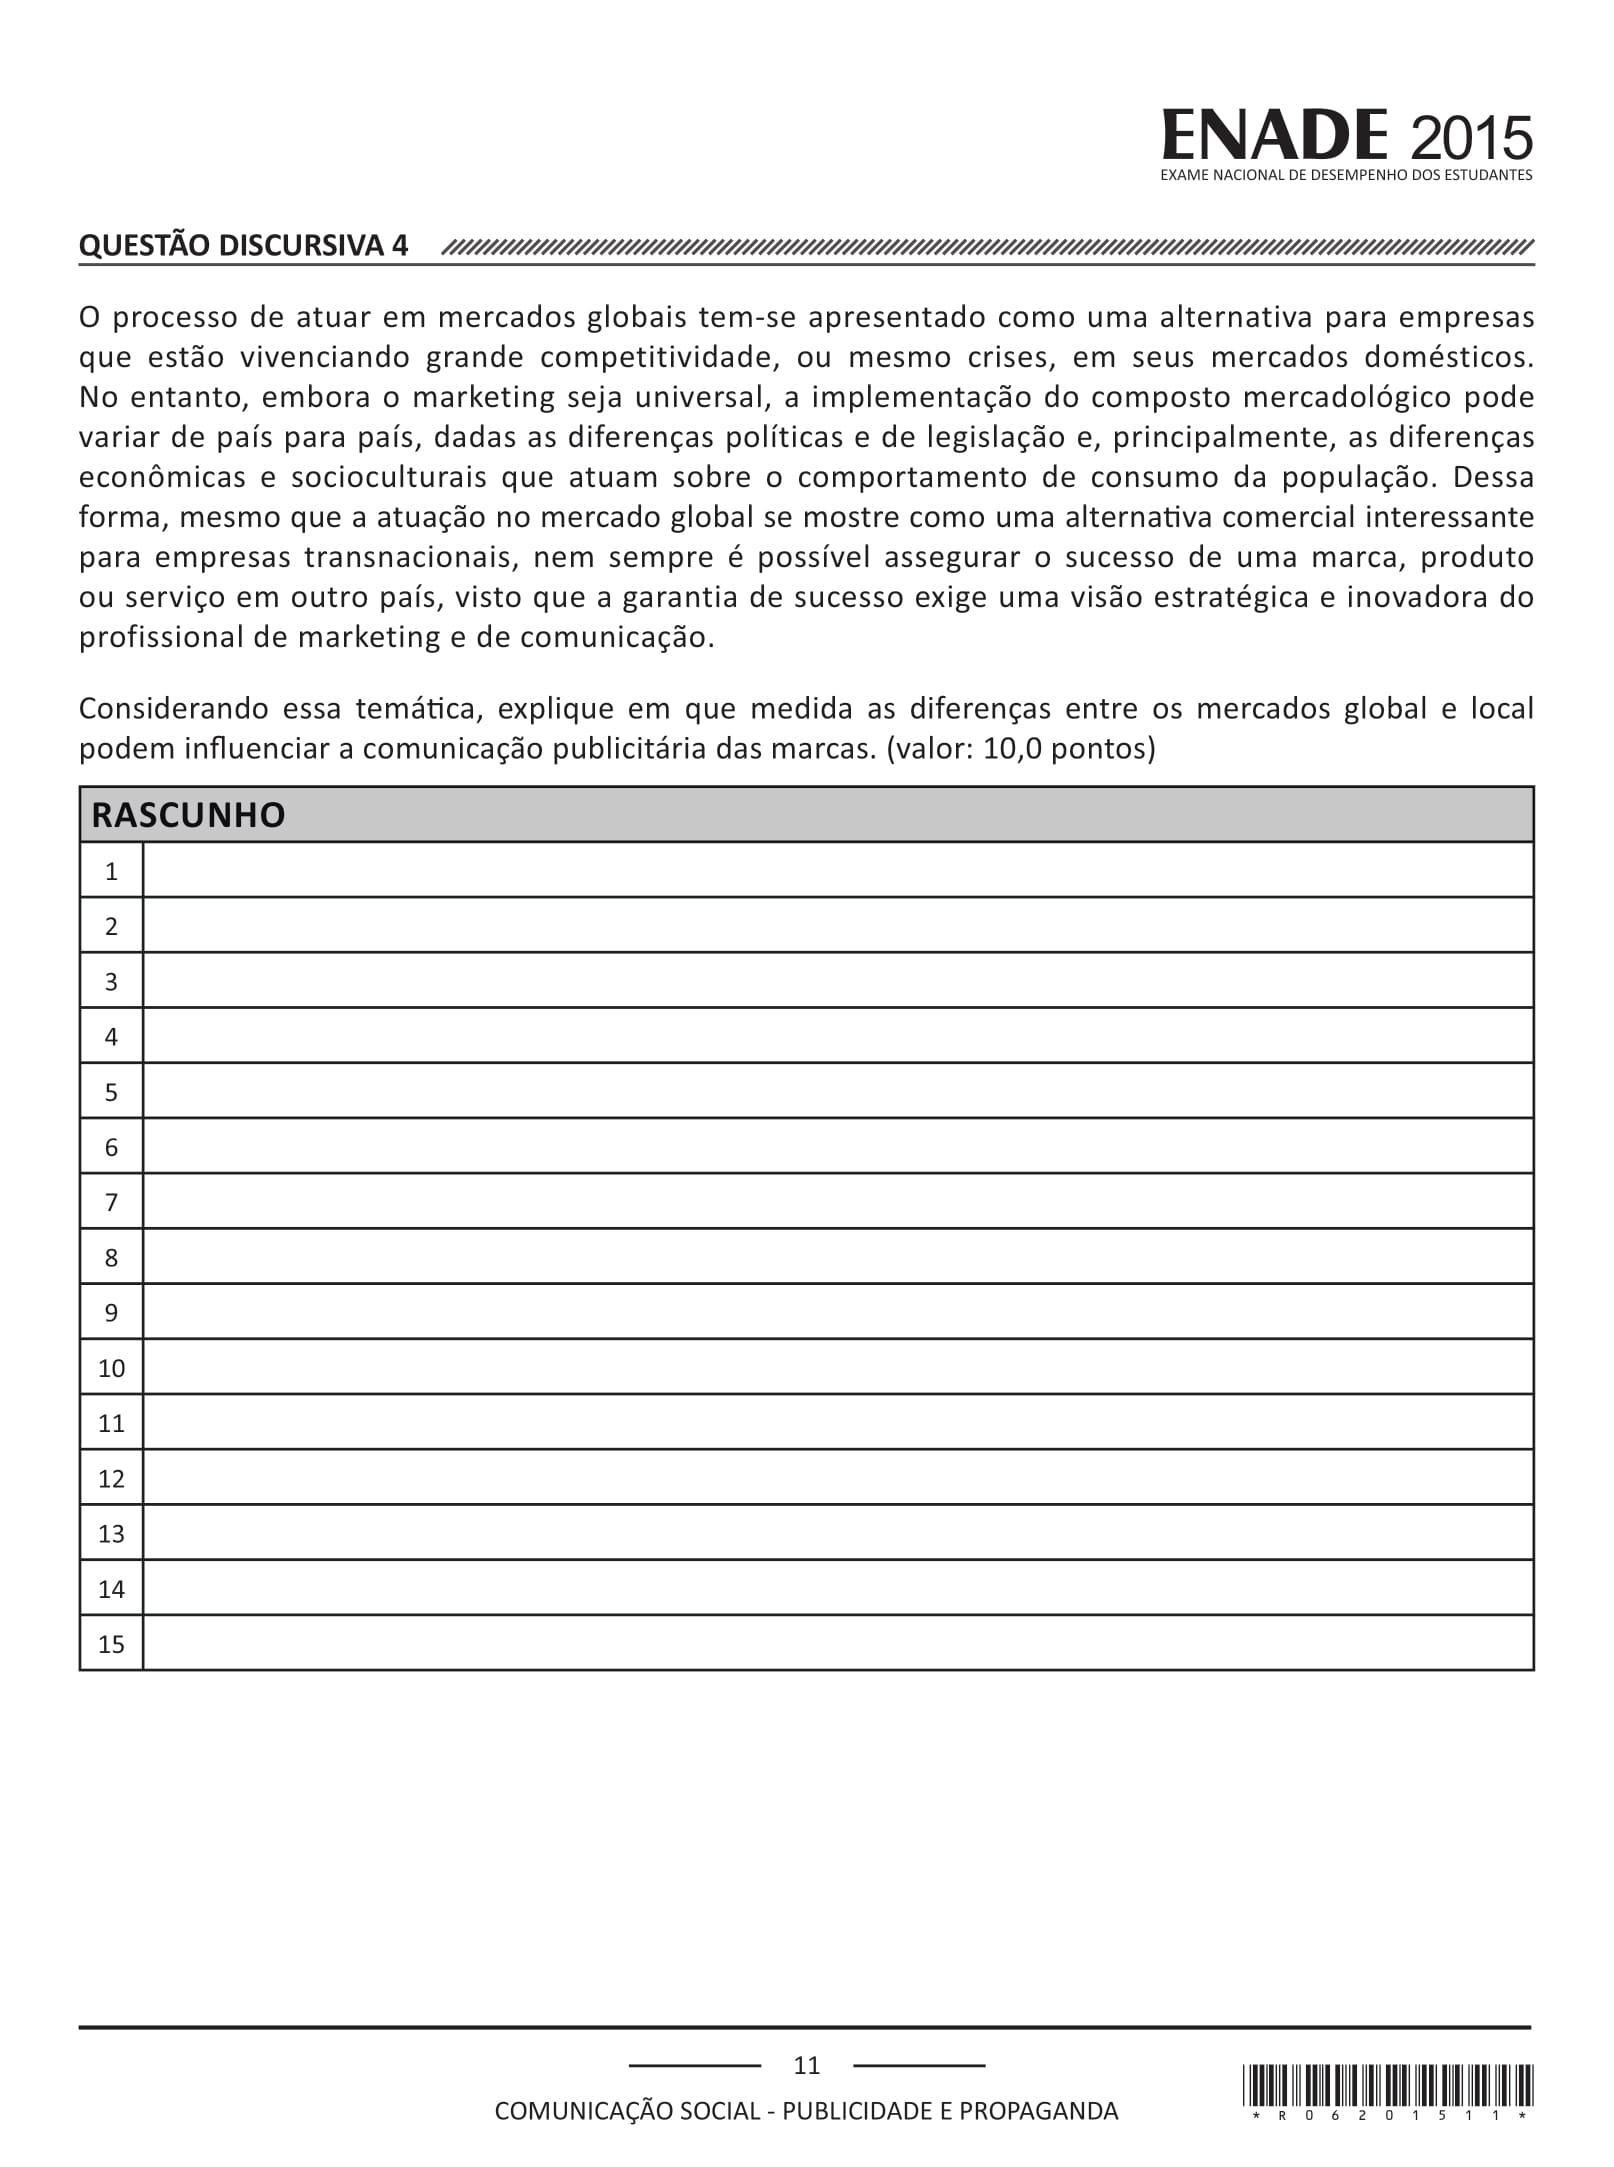 ENADE 2015
EXAME NACIONAL DE DESEMPENHO DOS ESTUDANTES
QUESTÃO DISCURSIVA 4
O processo de atuar em mercados globais tem-se apresentado como uma alternativa para empresas
que estão vivenciando grande competitividade, ou mesmo crises, em seus mercados domésticos.
No entanto, embora o marketing seja universal, a implementação do composto mercadológico pode
variar de país para país, dadas as diferenças políticas e de legislação e, principalmente, as diferenças
econômicas e socioculturais que atuam sobre o comportamento de consumo da população. Dessa
forma, mesmo que a atuação no mercado global se mostre como uma alternativa comercial interessante
para empresas transnacionais, nem sempre é possível assegurar o sucesso de uma marca, produto
ou serviço em outro país, visto que a garantia de sucesso exige uma visão estratégica e inovadora do
profissional de marketing e de comunicação.
Considerando essa temática, explique em que medida as diferenças entre os mercados global e local
podem influenciar a comunicação publicitária das marcas. (valor: 10,0 pontos)
RASCUNHO
1
2
3
4
5
6
7
8
9
10
11
12
13
14
15
11
COMUNICAÇÃO SOCIAL - PUBLICIDADE E PROPAGANDA
*R06201511*